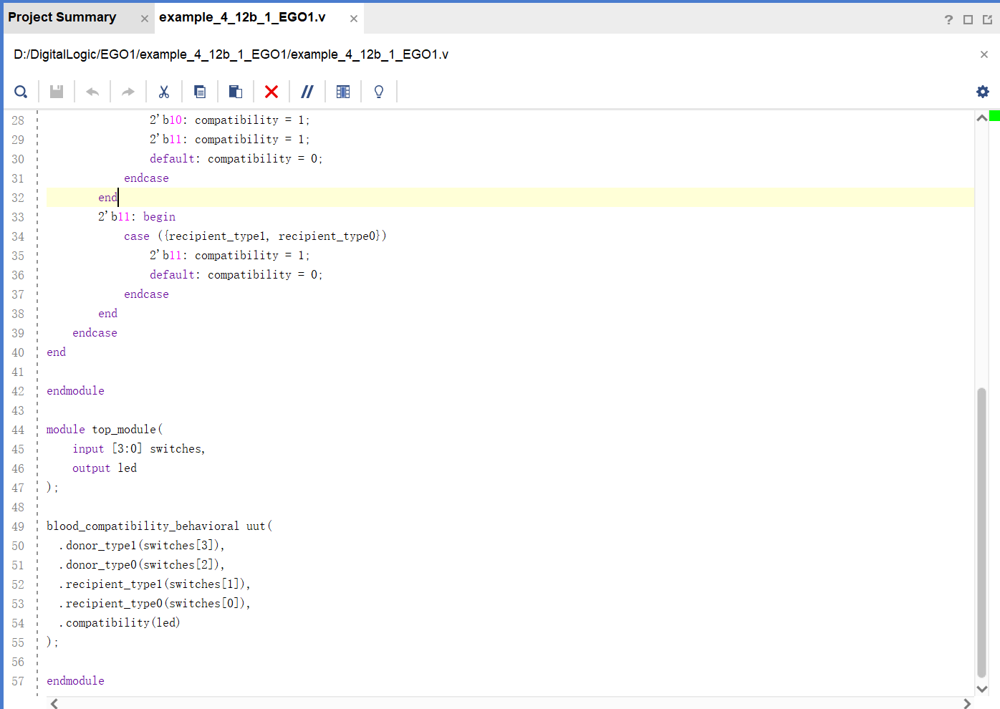 Project Summary
example_4_12b_1_EGO1.v
D:/DigitalLogic/EGO1/example_4_12b_1_EGO1/example_4_12b_1_EGO1.v
28 2'b10: compatibility = 1;
29 2'b11: compatibility = 1;
30 default: compatibility = 0;
31 endcase
32 end
33 2'b11: begin
34 case ({recipient_type1, recipient_type0})
35 2'b11: compatibility = 1;
36 default: compatibility = 0;
37 endcase
38 end
39 endcase
40 end
41
42 endmodule
43
44 module top_module(
45 input [3:0] switches,
46 output led
47 );
48
49 blood_compatibility_behavioral uut(
50 .donor_type1(switches[3]),
51 .donor_type0(switches[2]),
52 .recipient_type1(switches[1]),
53 .recipient_type0(switches[0]),
54 .compatibility(led)
55 );
56
57 endmodule